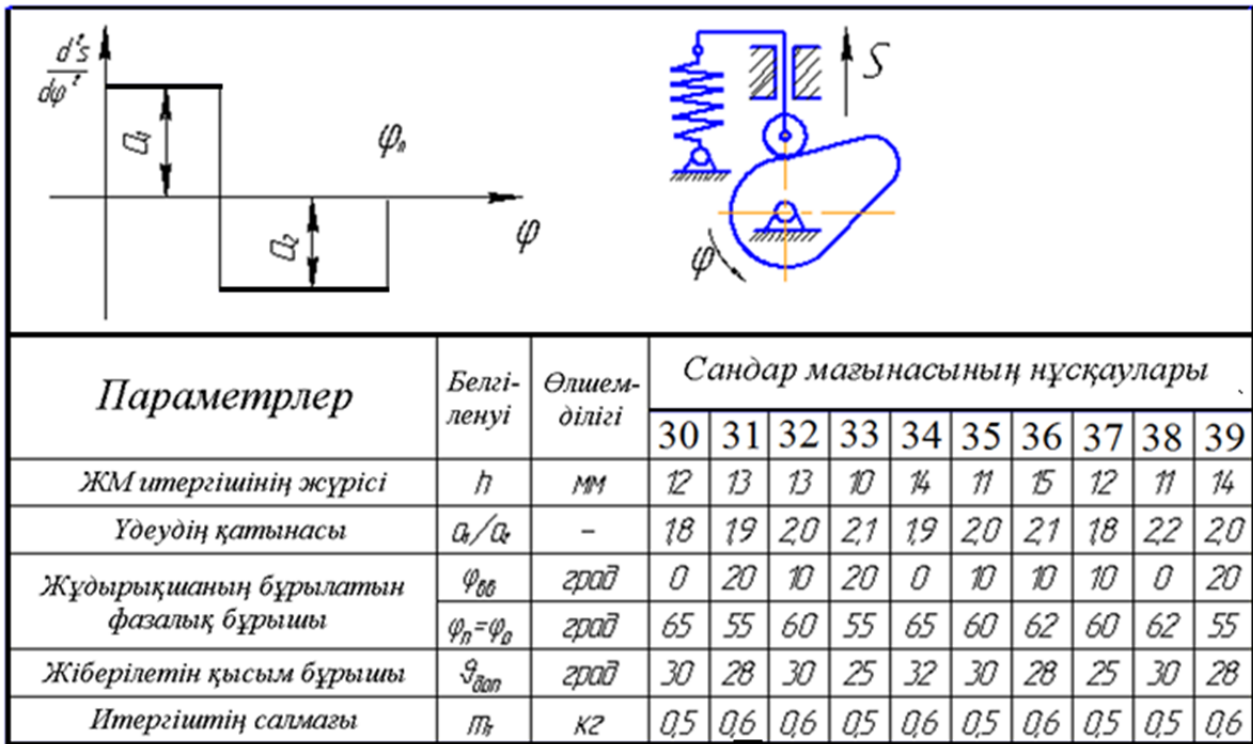 d²s
dφ²
a₁
φₙ
a₂
φ
S
φ
Параметрлер
Белгі-
ленуі
Өлшем-
ділігі
Сандар мағынасының нұсқаулары
30 31 32 33 34 35 36 37 38 39
ЖМ итергішінің жүрісі h мм 12 13 13 10 14 11 15 12 11 14
Үдеудің қатынасы a₁/a₂ – 1,8 1,9 2,0 2,1 1,9 2,0 2,1 1,8 2,2 2,0
Жұдырықшаның бұрылатын
фазалық бұрышы
φвв град 0 20 10 20 0 10 10 10 0 20
φₙ=φₒ град 65 55 60 55 65 60 62 60 62 55
Жіберілетін қысым бұрышы ϑдоп град 30 28 30 25 32 30 28 25 30 28
Итергіштің салмағы mт кг 0,5 0,6 0,6 0,5 0,6 0,5 0,6 0,5 0,5 0,6